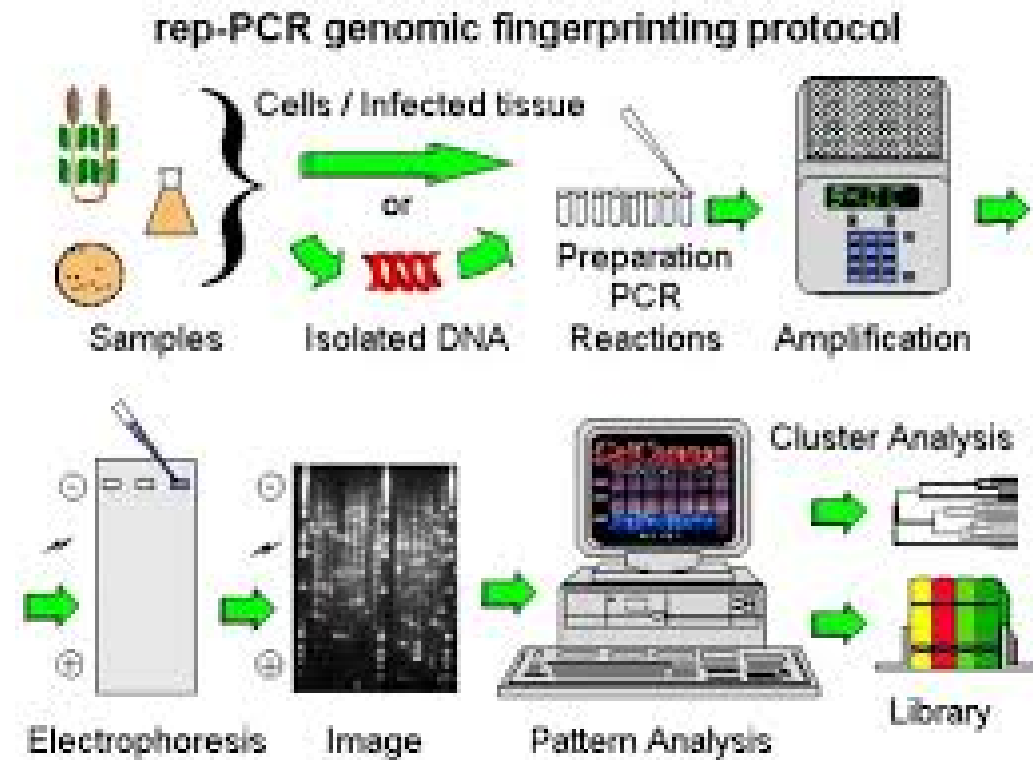 rep-PCR genomic fingerprinting protocol
Cells / Infected tissue
or
Samples
Isolated DNA
Preparation
PCR
Reactions
Amplification
Electrophoresis
Image
Pattern Analysis
Cluster Analysis
Library